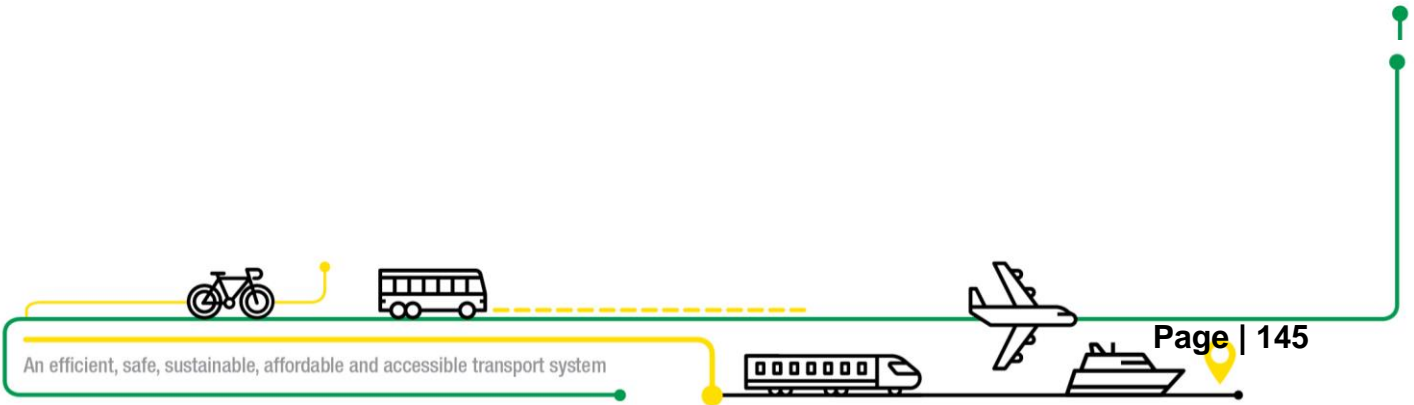 Page | 145
An efficient, safe, sustainable, affordable and accessible transport system